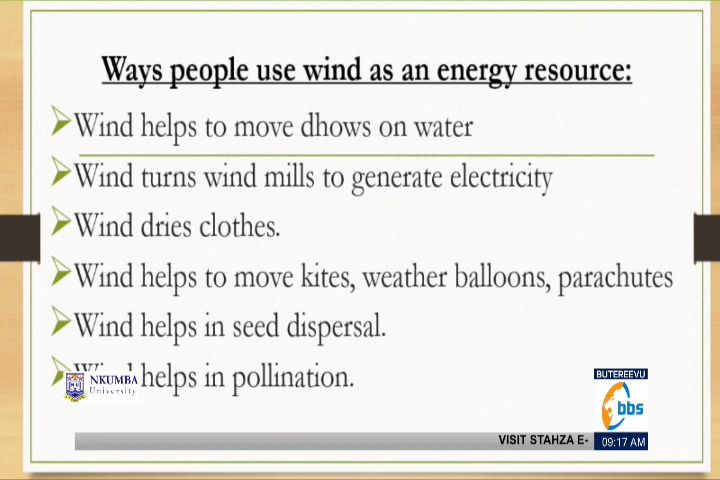 Ways people use wind as an energy resource:
Wind helps to move dhows on water
Wind turns wind mills to generate electricity
Wind dries clothes.
Wind helps to move kites, weather balloons, parachutes
Wind helps in seed dispersal.
Wind helps in pollination.
NKUMBA
University
BUTEREEVU
bbs
VISIT STAHZA E-
09:17 AM